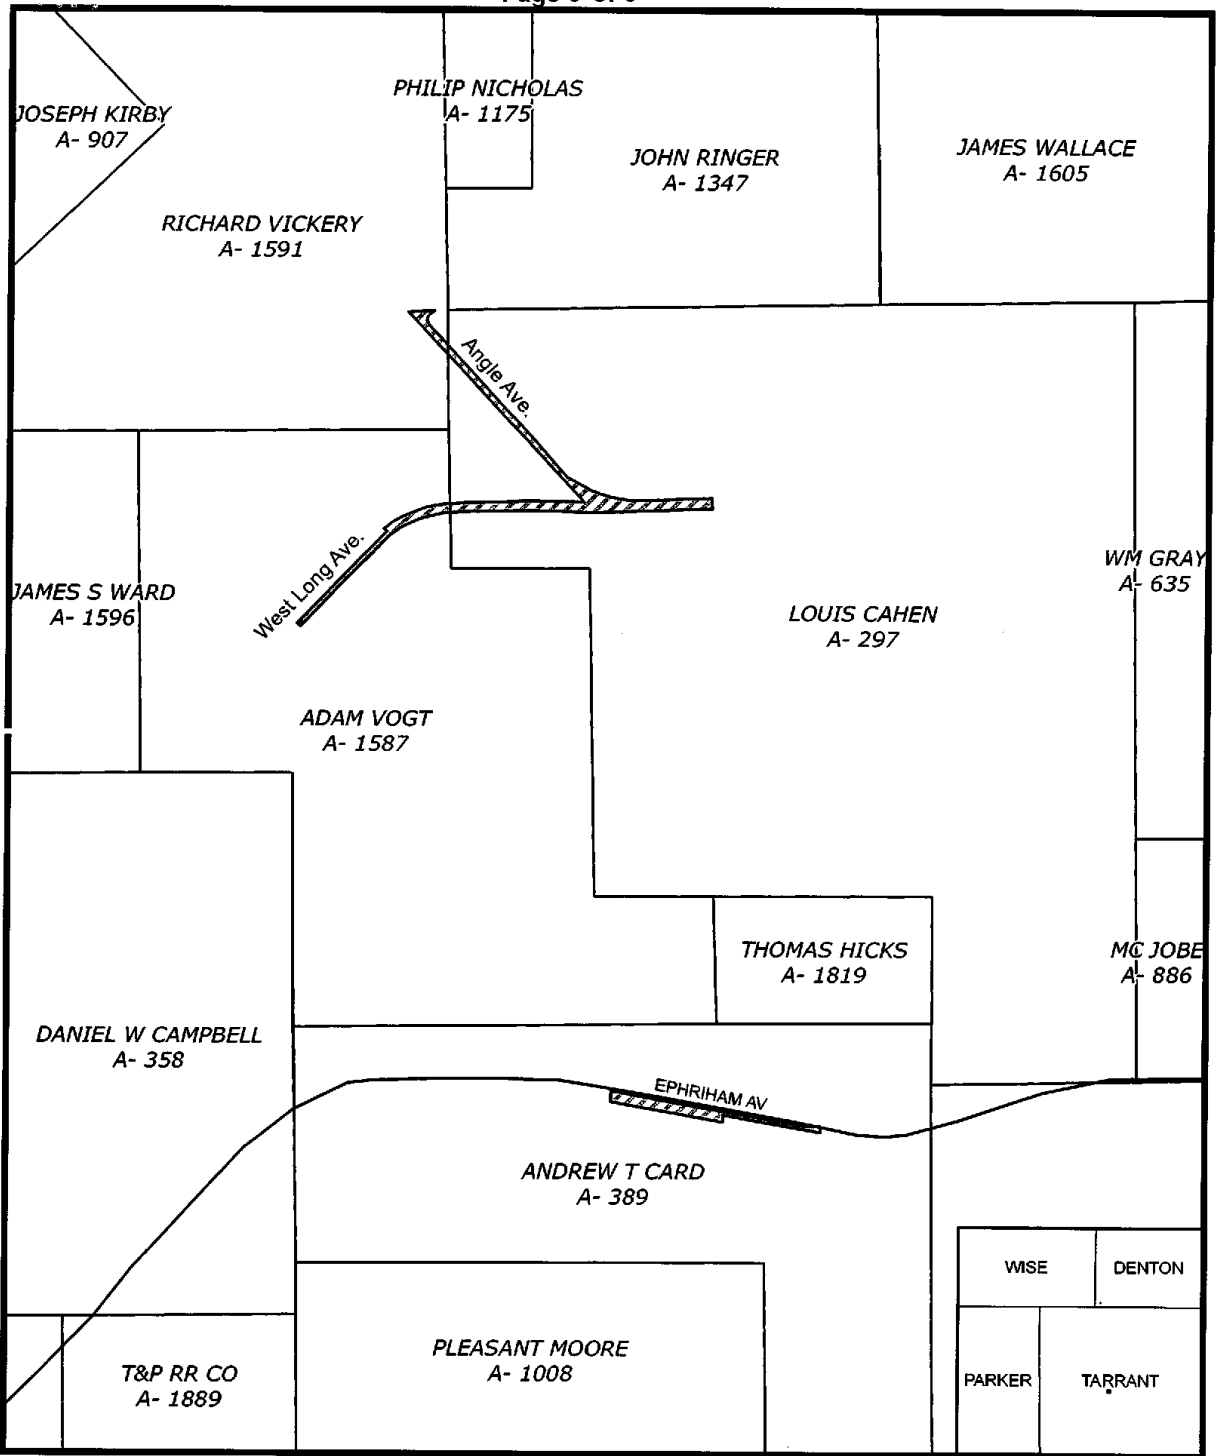 PHILIP NICHOLAS
A- 1175
JOSEPH KIRBY
A- 907
JOHN RINGER
A- 1347
JAMES WALLACE
A- 1605
RICHARD VICKERY
A- 1591
Angle Ave.
West Long Ave.
JAMES S WARD
A- 1596
WM GRAY
A- 635
LOUIS CAHEN
A- 297
ADAM VOGT
A- 1587
THOMAS HICKS
A- 1819
MC JOBE
A- 886
DANIEL W CAMPBELL
A- 358
EPHRIHAM AV
ANDREW T CARD
A- 389
WISE
DENTON
PLEASANT MOORE
A- 1008
T&P RR CO
A- 1889
PARKER
TARRANT